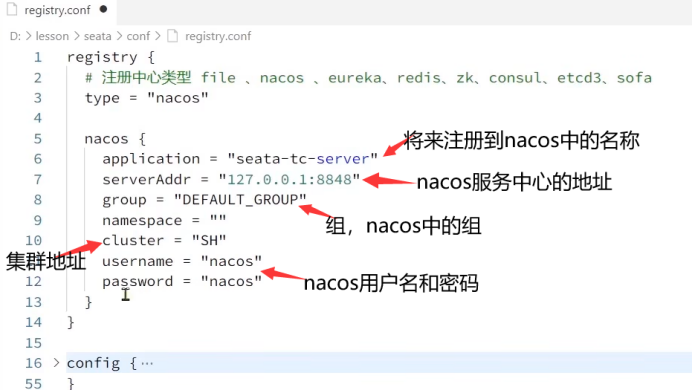 registry.conf
D: > lesson > seata > conf > registry.conf
1 registry {
2 # 注册中心类型 file 、nacos 、eureka、redis、zk、consul、etcd3、sofa
3 type = "nacos"
4
5 nacos {
将来注册到nacos中的名称
6 application = "seata-tc-server"
7 serverAddr = "127.0.0.1:8848"
nacos服务中心的地址
8 group = "DEFAULT_GROUP"
9 namespace = ""
组，nacos中的组
10 cluster = "SH"
集群地址
11 username = "nacos"
12 password = "nacos"
nacos用户名和密码
13 }
14 }
15
16 > config { ⋯
55 }